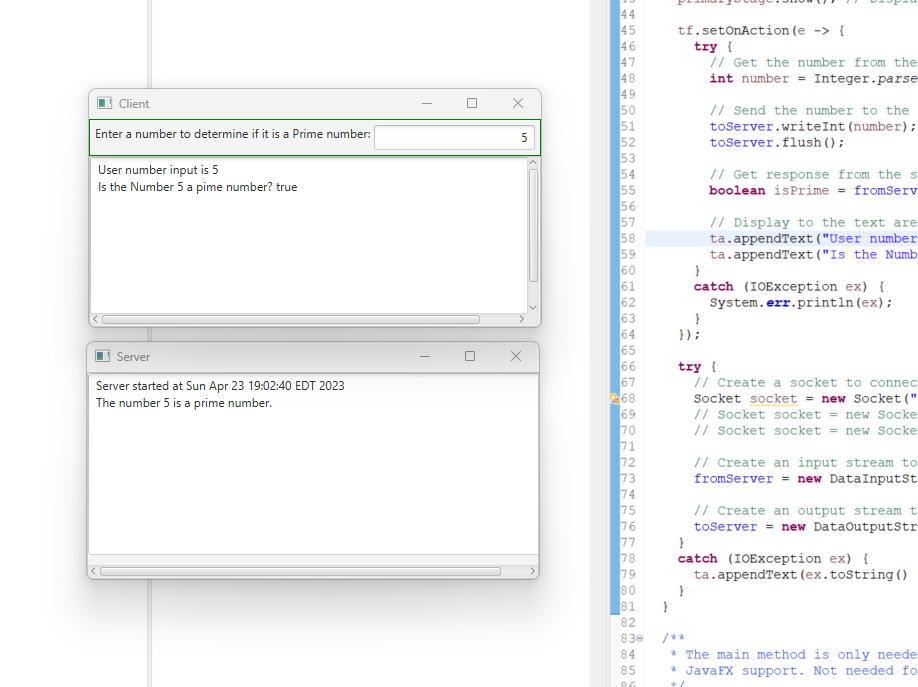 Client
Enter a number to determine if it is a Prime number:
5
User number input is 5
Is the Number 5 a pime number? true
Server
Server started at Sun Apr 23 19:02:40 EDT 2023
The number 5 is a prime number.
44
45 tf.setOnAction(e -> {
46 try {
47 // Get the number from the
48 int number = Integer.parse
49
50 // Send the number to the
51 toServer.writeInt(number);
52 toServer.flush();
53
54 // Get response from the s
55 boolean isPrime = fromServ
56
57 // Display to the text are
58 ta.appendText("User number
59 ta.appendText("Is the Numb
60 }
61 catch (IOException ex) {
62 System.err.println(ex);
63 }
64 });
65
66 try {
67 // Create a socket to connec
68 Socket socket = new Socket("
69 // Socket socket = new Socke
70 // Socket socket = new Socke
71
72 // Create an input stream to
73 fromServer = new DataInputSt
74
75 // Create an output stream t
76 toServer = new DataOutputStr
77 }
78 catch (IOException ex) {
79 ta.appendText(ex.toString()
80 }
81 }
82
83 /**
84 * The main method is only neede
85 * JavaFX support. Not needed fo
86 */